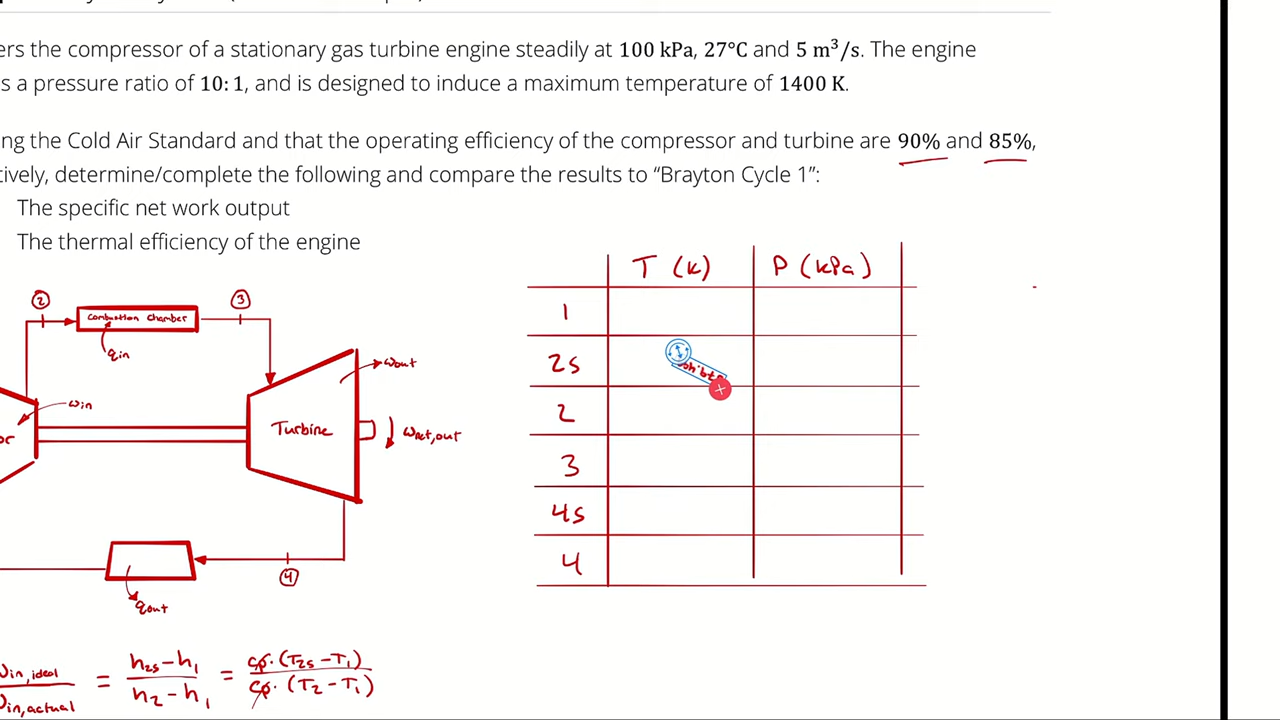 ers the compressor of a stationary gas turbine engine steadily at 100 kPa, 27°C and 5 m³/s. The engine
s a pressure ratio of 10: 1, and is designed to induce a maximum temperature of 1400 K.
ng the Cold Air Standard and that the operating efficiency of the compressor and turbine are 90% and 85%,
tively, determine/complete the following and compare the results to “Brayton Cycle 1”:
The specific net work output
The thermal efficiency of the engine
T (K) P (kPa)
1
2s
2
3
4s
4
2 Combustion Chamber 3
qin
wout
win
or Turbine wnet,out
4
qout
win,ideal = h2s-h1 = cp·(T2s-T1)
win,actual h2-h1 cp·(T2-T1)